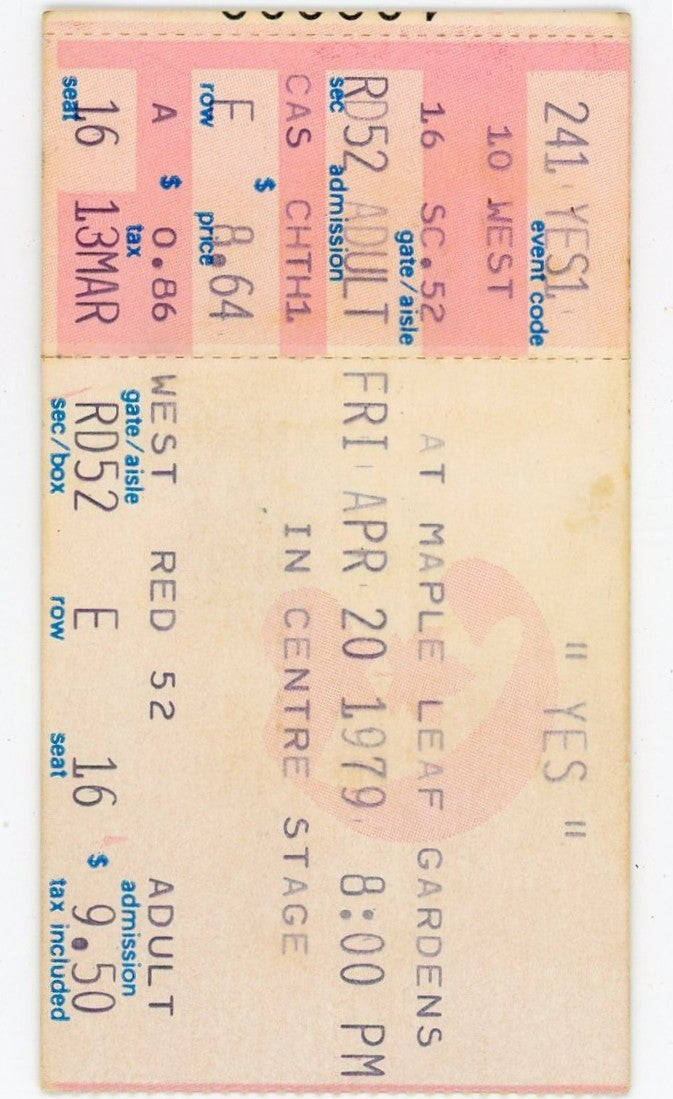 241 YES1
event code
10 WEST
16 SC.52
gate/aisle
RD52 ADULT
sec admission
CAS CHTH1
$
E 8.64
row price
A $ 0.86
tax
16 13MAR
seat
" YES "
AT MAPLE LEAF GARDENS
FRI APR 20 1979 8:00 PM
IN CENTRE STAGE
WEST RED 52 ADULT
gate/aisle admission
RD52 E 16 $ 9.50
sec/box row seat tax included